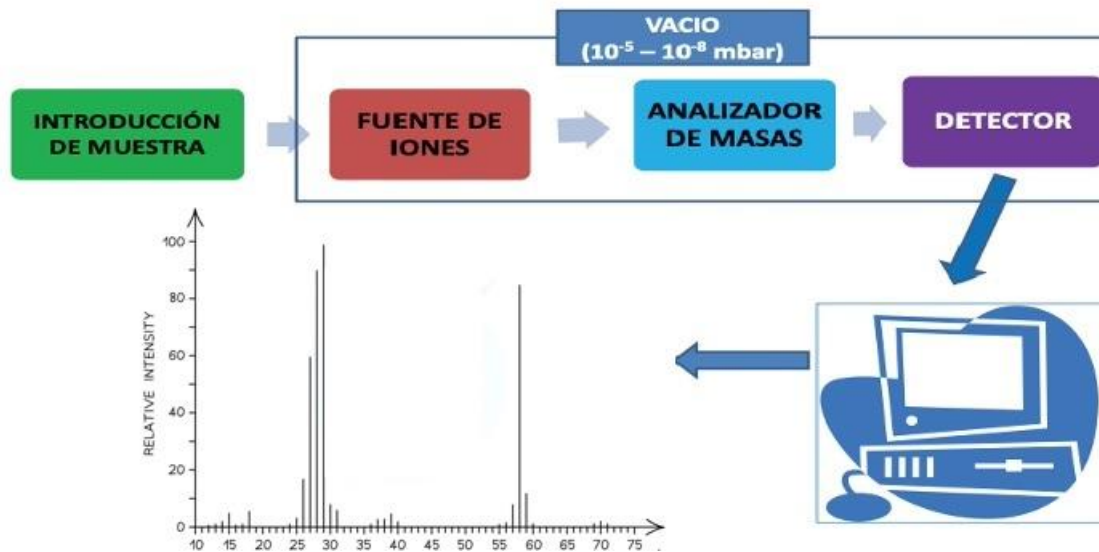 VACIO
(10⁻⁵ – 10⁻⁸ mbar)
INTRODUCCIÓN
DE MUESTRA
FUENTE DE
IONES
ANALIZADOR
DE MASAS
DETECTOR
RELATIVE INTENSITY
100
80
60
40
20
0
10 15 20 25 30 35 40 45 50 55 60 65 70 75